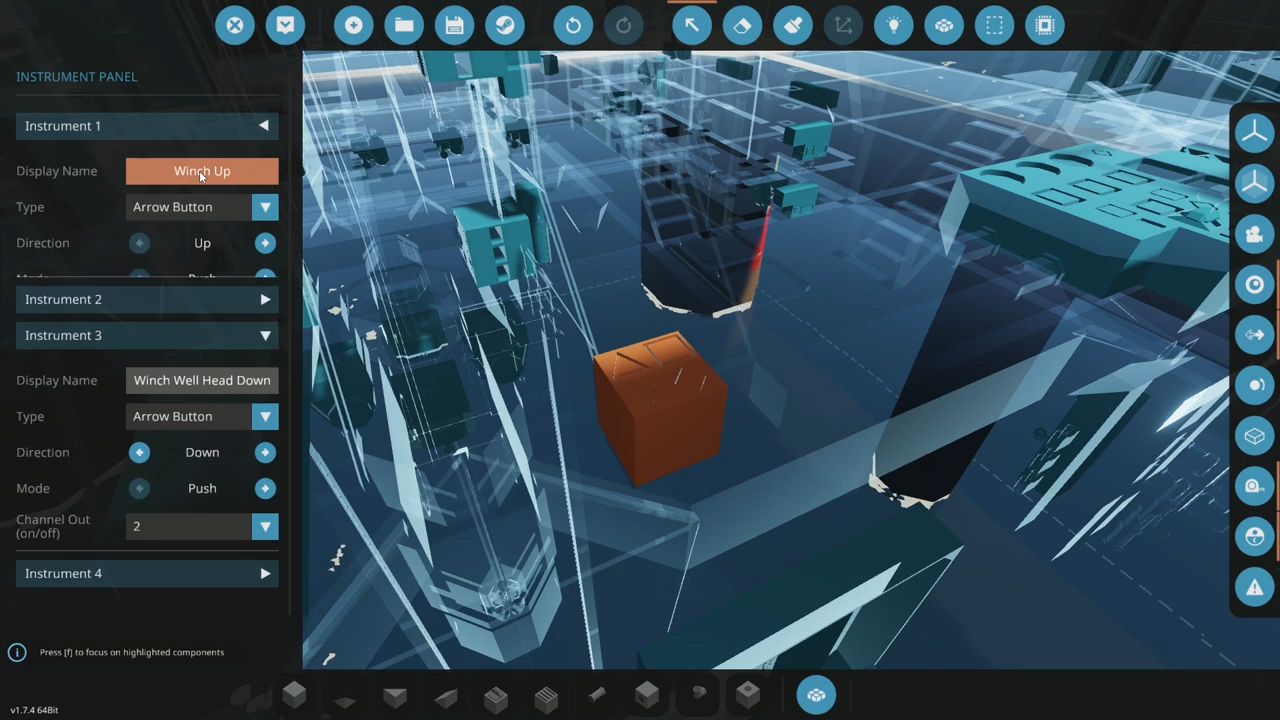 INSTRUMENT PANEL
Instrument 1
Display Name Winch Up
Type Arrow Button
Direction Up
Mode Push
Instrument 2
Instrument 3
Display Name Winch Well Head Down
Type Arrow Button
Direction Down
Mode Push
Channel Out
(on/off) 2
Instrument 4
Press [f] to focus on highlighted components
v1.7.4 64Bit